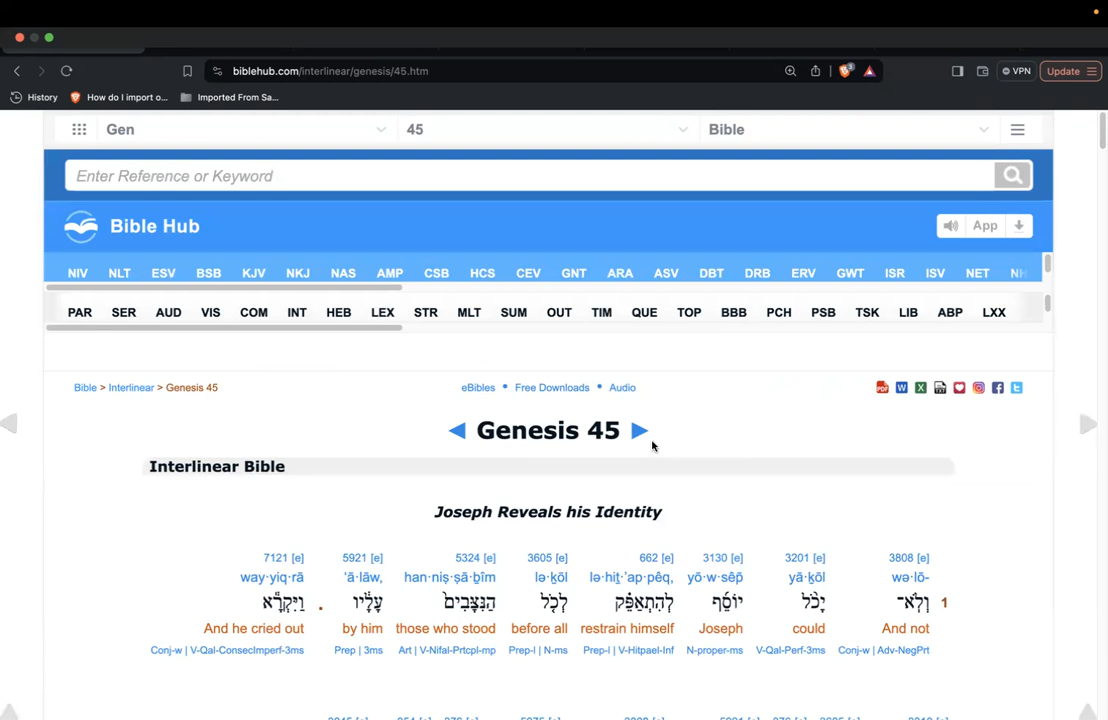 biblehub.com/interlinear/genesis/45.htm
3
VPN
Update
History
How do I import o...
Imported From Sa...
Gen
45
Bible
Enter Reference or Keyword
Bible Hub
App
NIV NLT ESV BSB KJV NKJ NAS AMP CSB HCS CEV GNT ARA ASV DBT DRB ERV GWT ISR ISV NET NH
PAR SER AUD VIS COM INT HEB LEX STR MLT SUM OUT TIM QUE TOP BBB PCH PSB TSK LIB ABP LXX
Bible > Interlinear > Genesis 45
eBibles • Free Downloads • Audio
◄ Genesis 45 ►
Interlinear Bible
Joseph Reveals his Identity
7121 [e] 5921 [e] 5324 [e] 3605 [e] 662 [e] 3130 [e] 3201 [e] 3808 [e]
way·yiq·rā ‘ā·lāw, han·niṣ·ṣā·ḇîm lə·ḵōl lə·hiṯ·’ap·pêq, yō·w·sêp̄ yā·ḵōl wə·lō-
1 וְלֹֽא־ יָכֹ֨ל יוֹסֵ֜ף לְהִתְאַפֵּ֗ק לְכֹ֤ל הַנִּצָּבִים֙ עָלָ֔יו . וַיִּקְרָ֕א
And he cried out by him those who stood before all restrain himself Joseph could And not
Conj-w | V-Qal-ConsecImperf-3ms Prep | 3ms Art | V-Nifal-Prtcpl-mp Prep-l | N-ms Prep-l | V-Hitpael-Inf N-proper-ms V-Qal-Perf-3ms Conj-w | Adv-NegPrt